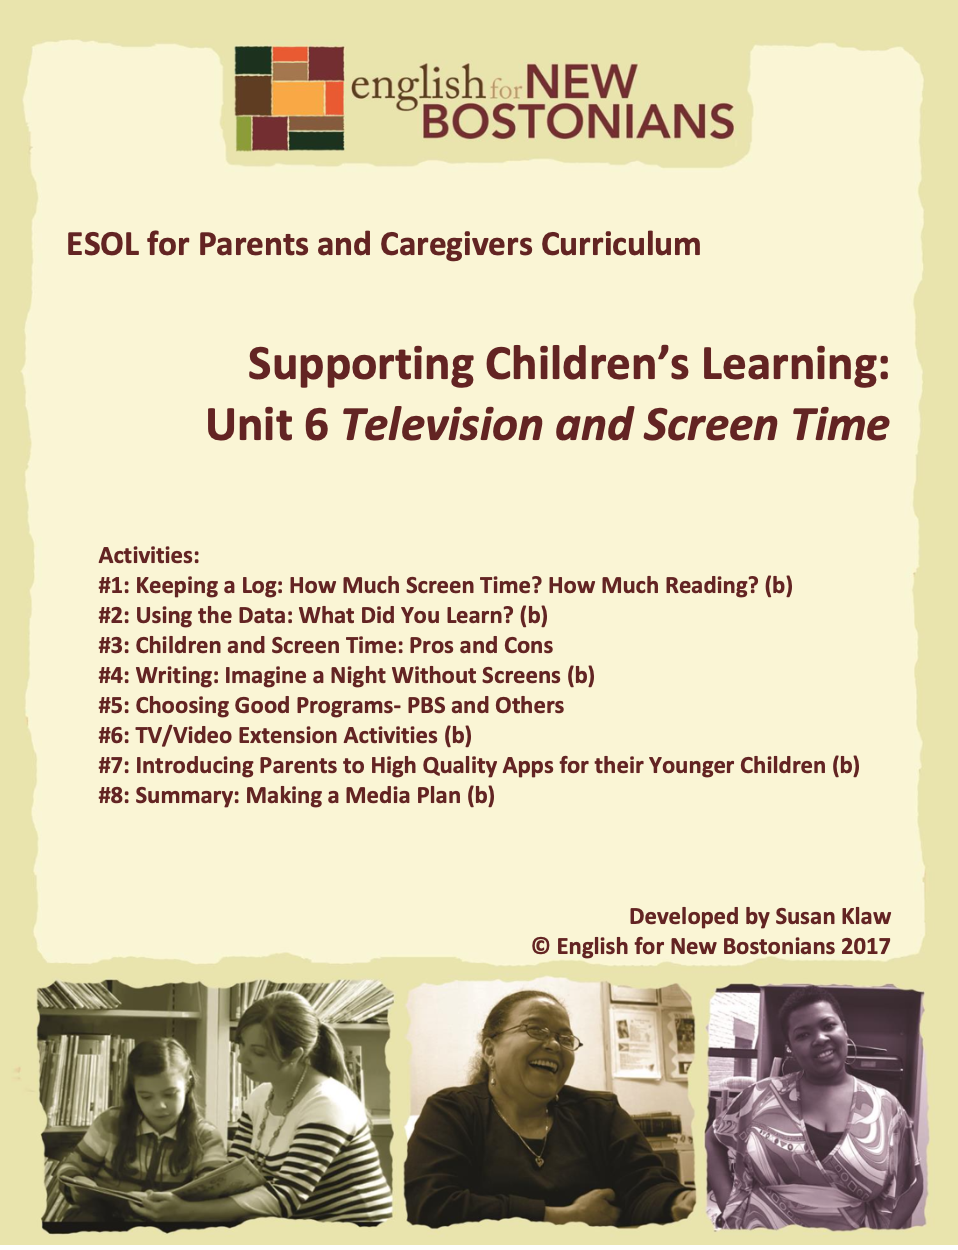 english for NEW
BOSTONIANS
ESOL for Parents and Caregivers Curriculum
Supporting Children’s Learning:
Unit 6 Television and Screen Time
Activities:
#1: Keeping a Log: How Much Screen Time? How Much Reading? (b)
#2: Using the Data: What Did You Learn? (b)
#3: Children and Screen Time: Pros and Cons
#4: Writing: Imagine a Night Without Screens (b)
#5: Choosing Good Programs- PBS and Others
#6: TV/Video Extension Activities (b)
#7: Introducing Parents to High Quality Apps for their Younger Children (b)
#8: Summary: Making a Media Plan (b)
Developed by Susan Klaw
© English for New Bostonians 2017